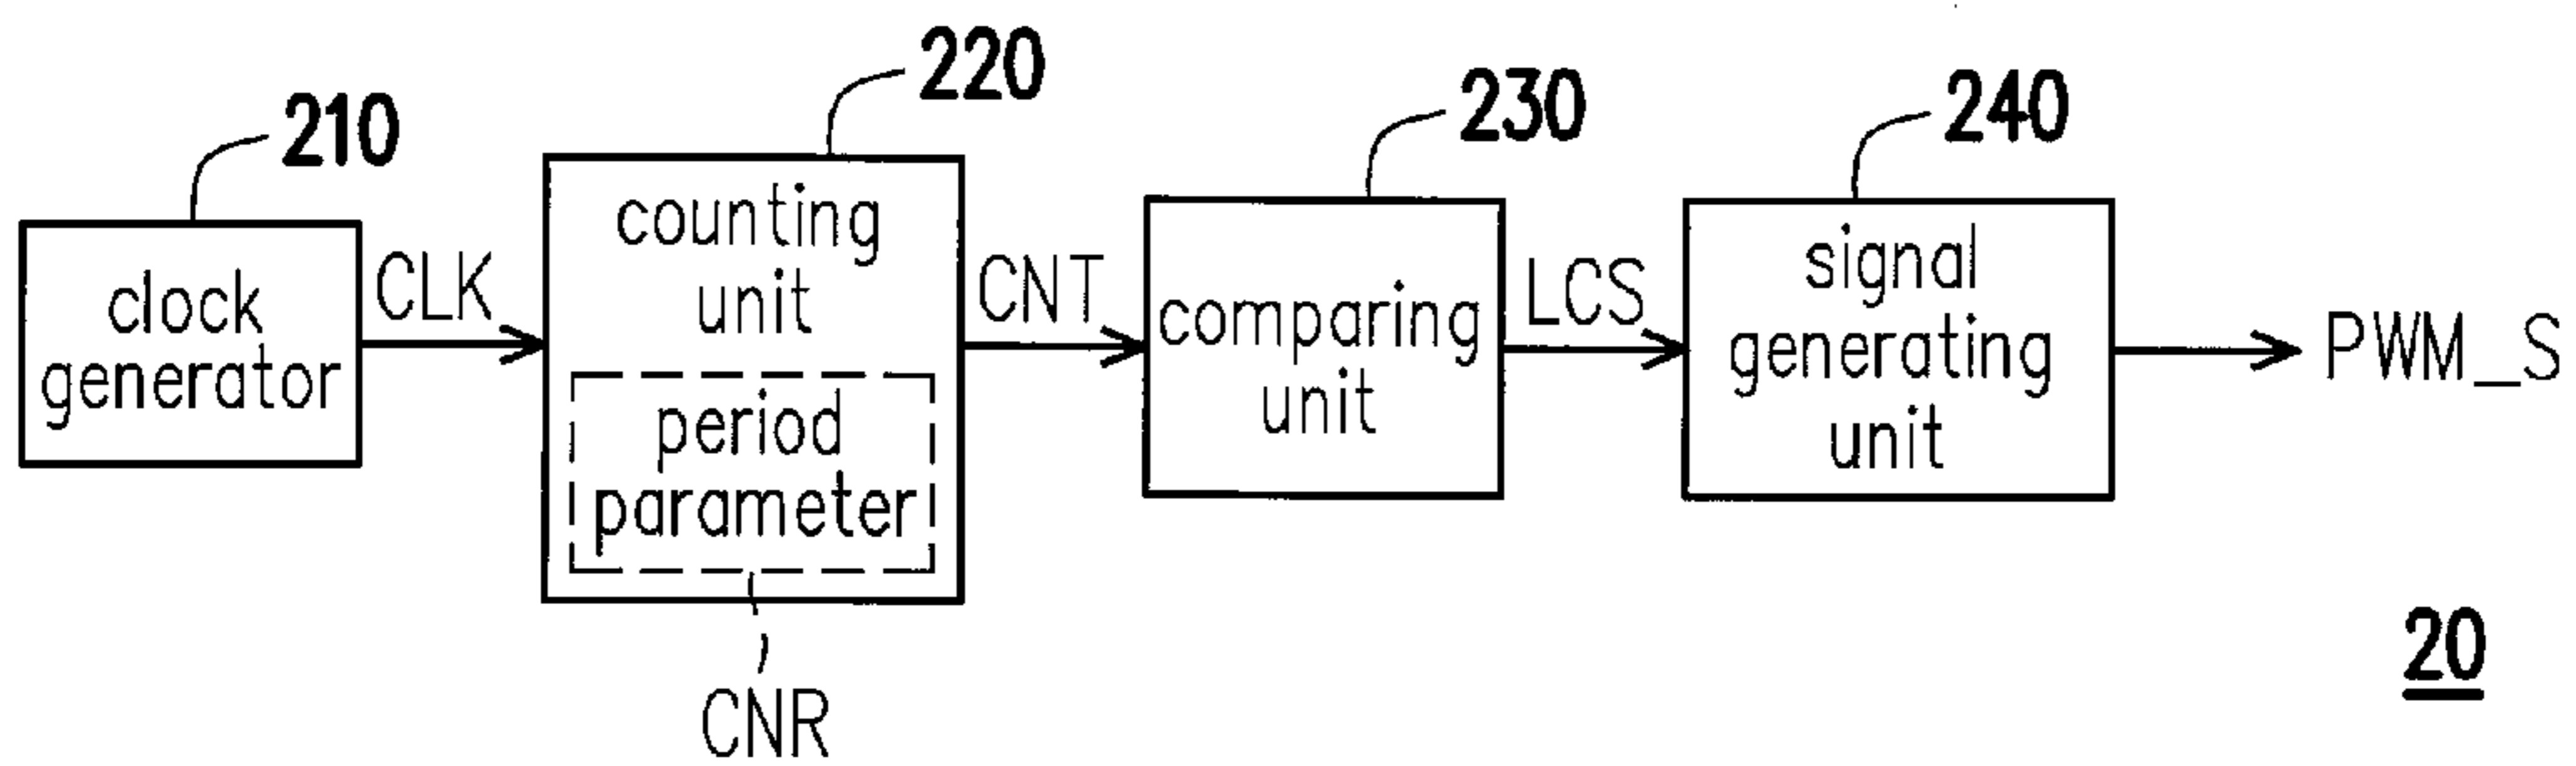 210
220
230
240
clock
generator
CLK
counting
unit
period
parameter
CNR
CNT
comparing
unit
LCS
signal
generating
unit
PWM_S
20